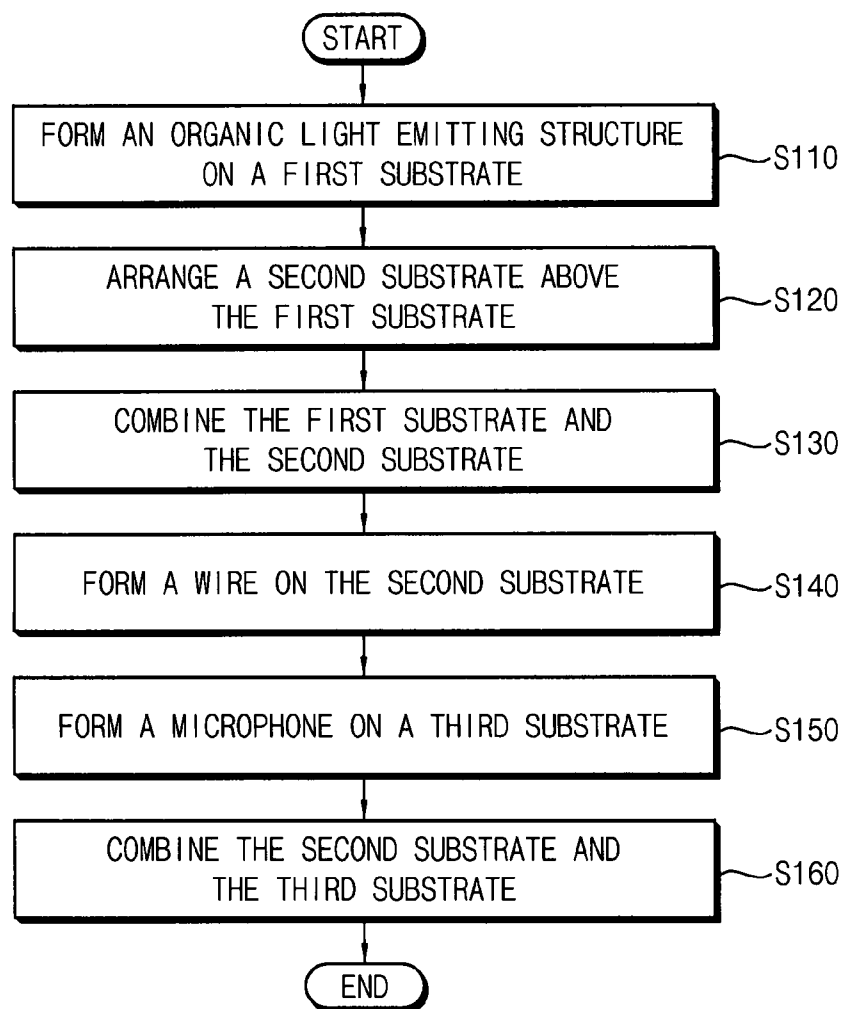 START
FORM AN ORGANIC LIGHT EMITTING STRUCTURE
ON A FIRST SUBSTRATE
S110
ARRANGE A SECOND SUBSTRATE ABOVE
THE FIRST SUBSTRATE
S120
COMBINE THE FIRST SUBSTRATE AND
THE SECOND SUBSTRATE
S130
FORM A WIRE ON THE SECOND SUBSTRATE
S140
FORM A MICROPHONE ON A THIRD SUBSTRATE
S150
COMBINE THE SECOND SUBSTRATE AND
THE THIRD SUBSTRATE
S160
END